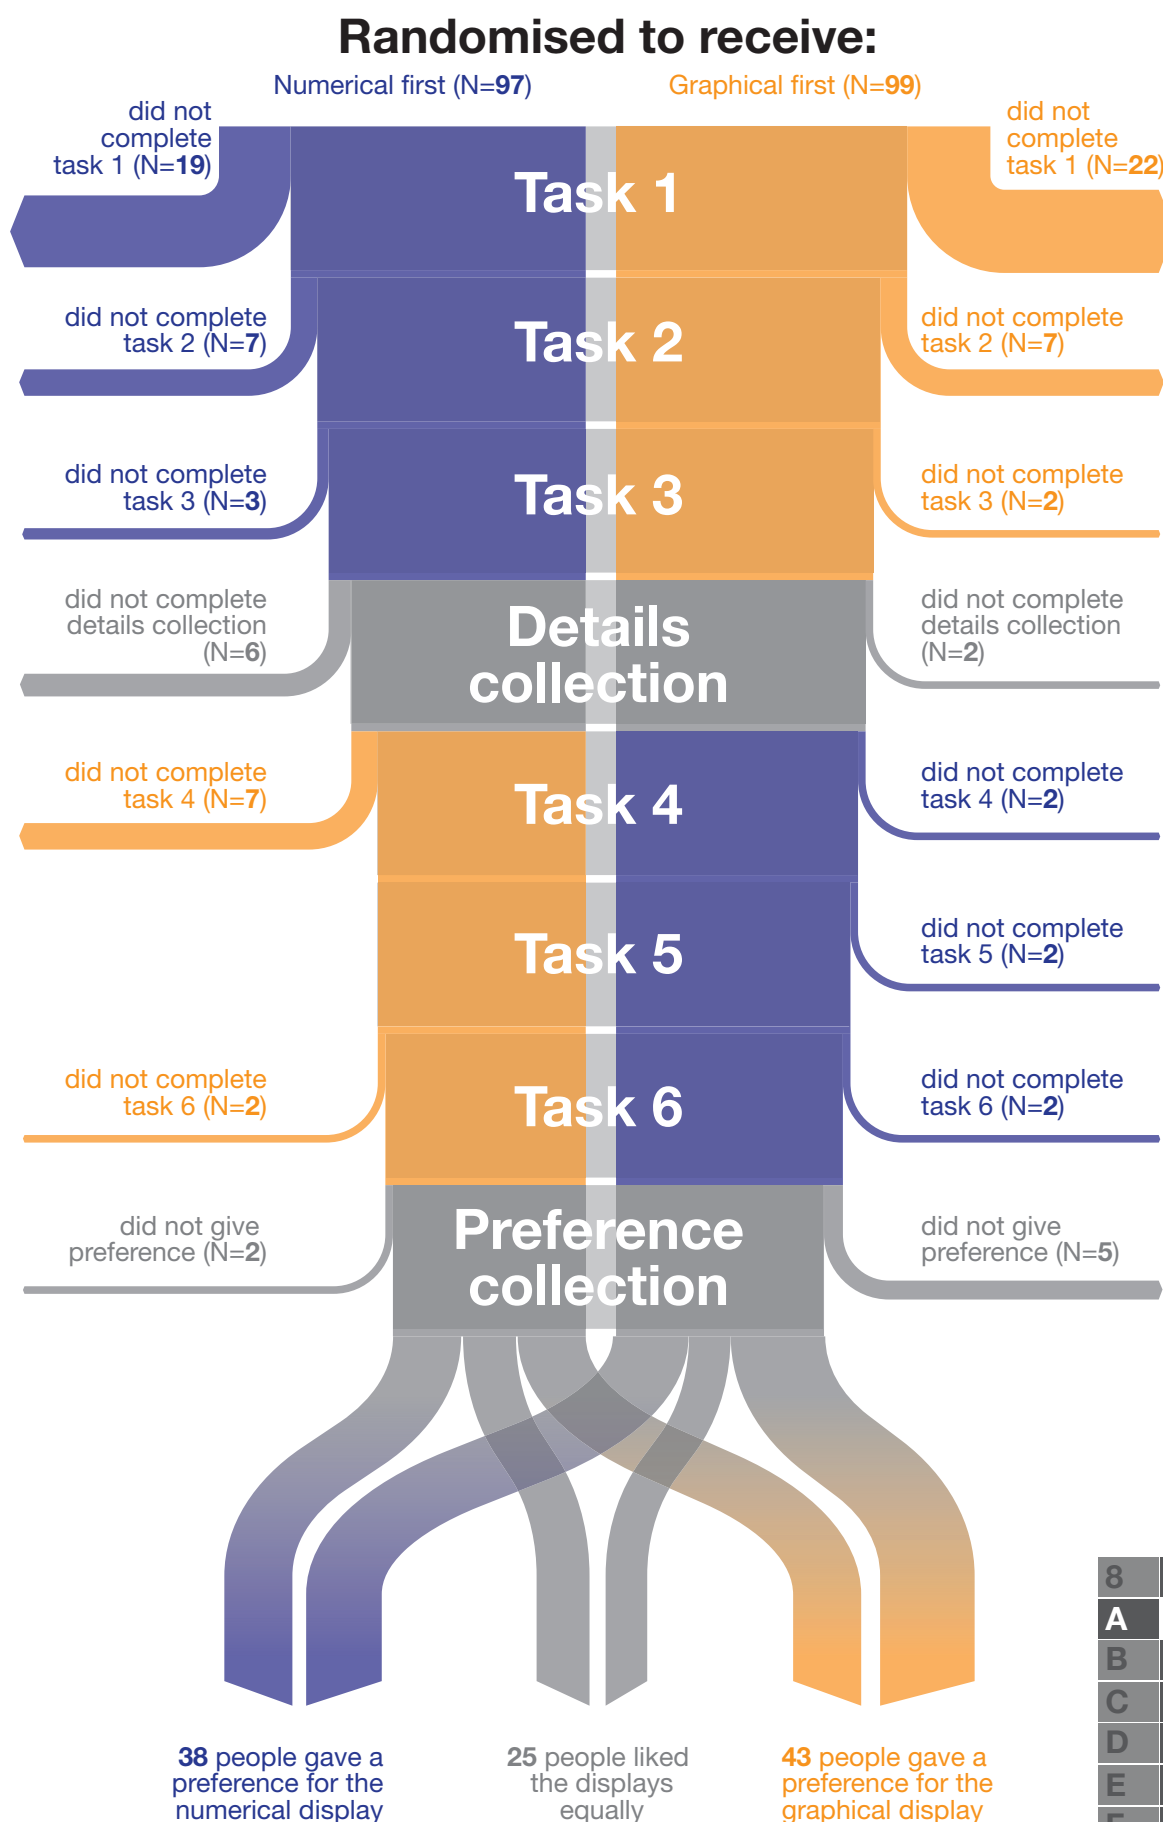 Randomised to receive:
Numerical first (N=97)
Graphical first (N=99)
did not
complete
task 1 (N=19)
Task 1
did not
complete
task 1 (N=22)
did not complete
task 2 (N=7)
Task 2
did not complete
task 2 (N=7)
did not complete
task 3 (N=3)
Task 3
did not complete
task 3 (N=2)
did not complete
details collection
(N=6)
Details
collection
did not complete
details collection
(N=2)
did not complete
task 4 (N=7)
Task 4
did not complete
task 4 (N=2)
Task 5
did not complete
task 5 (N=2)
did not complete
task 6 (N=2)
Task 6
did not complete
task 6 (N=2)
did not give
preference (N=2)
Preference
collection
did not give
preference (N=5)
38 people gave a
preference for the
numerical display
25 people liked
the displays
equally
43 people gave a
preference for the
graphical display
8
A
B
C
D
E